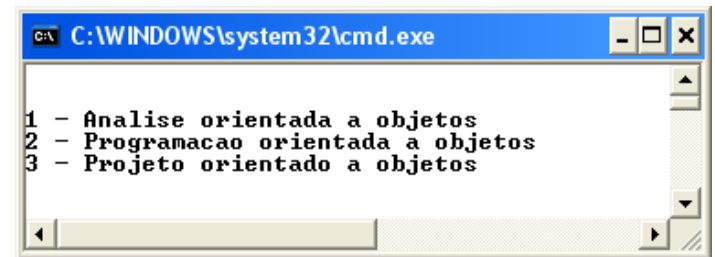 C:\WINDOWS\system32\cmd.exe
1 - Analise orientada a objetos
2 - Programacao orientada a objetos
3 - Projeto orientado a objetos